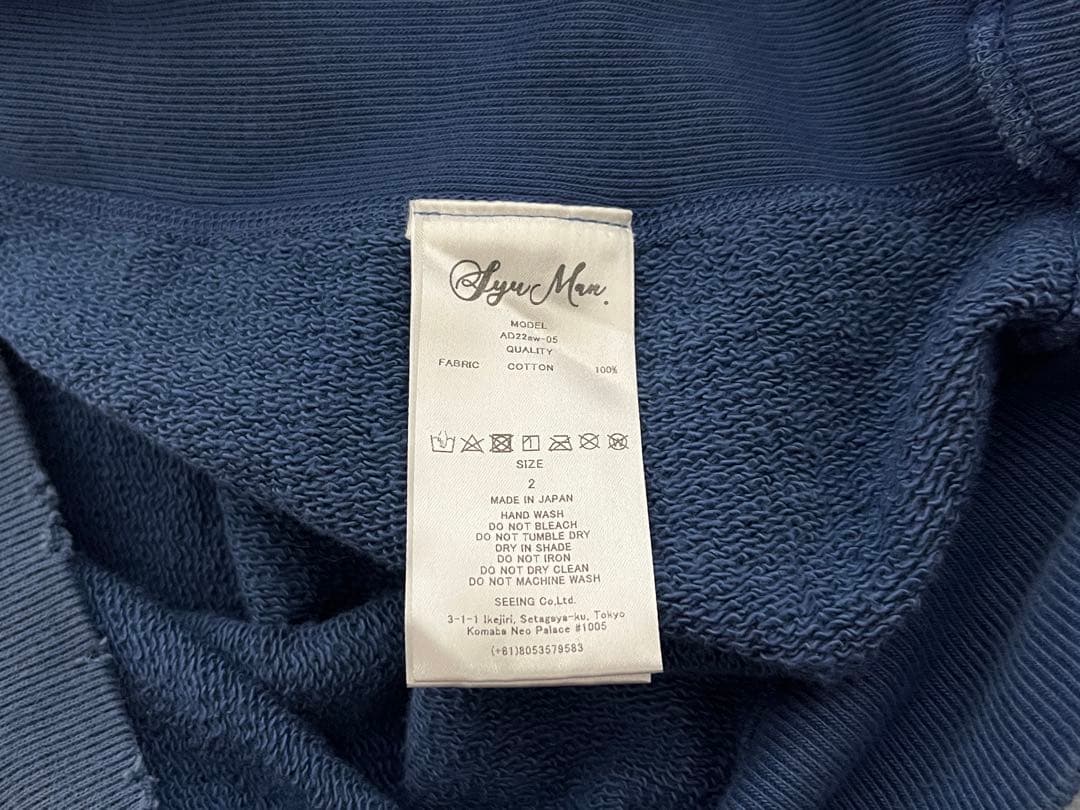 Syu Man.
MODEL
AD22aw-05
QUALITY
FABRIC COTTON 100%
SIZE
2
MADE IN JAPAN
HAND WASH
DO NOT BLEACH
DO NOT TUMBLE DRY
DRY IN SHADE
DO NOT IRON
DO NOT DRY CLEAN
DO NOT MACHINE WASH
SEEING Co,Ltd.
3-1-1 Ikejiri, Setagaya-ku, Tokyo
Komaba Neo Palace #1005
(+81)8053579583